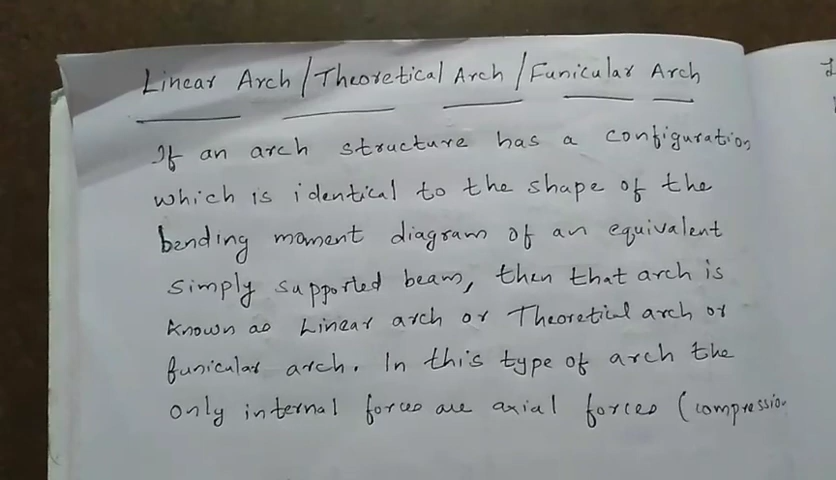 Linear Arch / Theoretical Arch / Funicular Arch
If an arch structure has a configuration
which is identical to the shape of the
bending moment diagram of an equivalent
simply supported beam, then that arch is
known as Linear arch or Theoretical arch or
funicular arch. In this type of arch the
only internal forces are axial forces (compression